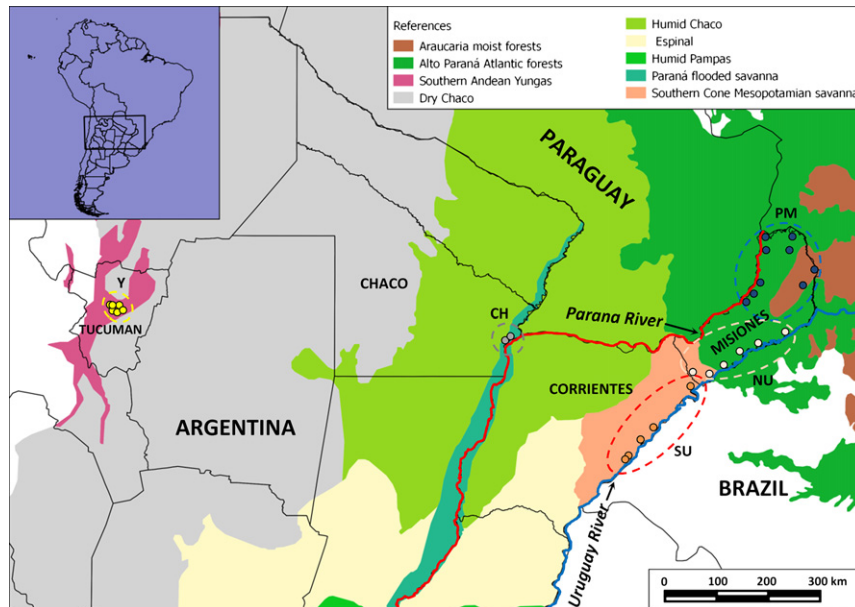 References
Araucaria moist forests
Alto Paraná Atlantic forests
Southern Andean Yungas
Dry Chaco
Humid Chaco
Espinal
Humid Pampas
Paraná flooded savanna
Southern Cone Mesopotamian savanna
PARAGUAY
PM
Y
CHACO
TUCUMAN
CH
Parana River
MISIONES
NU
CORRIENTES
ARGENTINA
SU
BRAZIL
Uruguay River
0 100 200 300 km